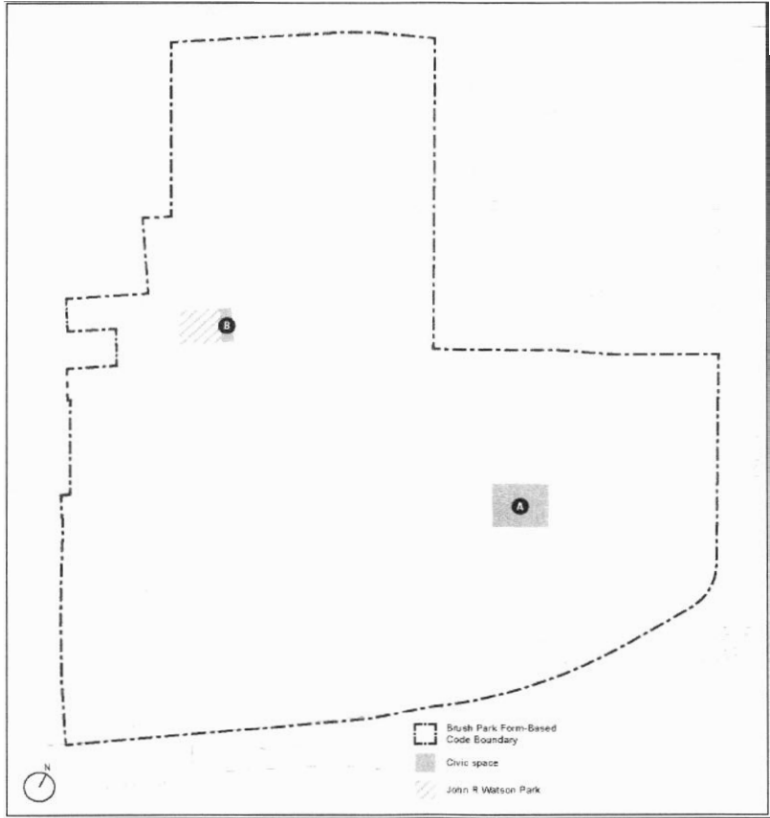 B
A
Brush Park Form-Based
Code Boundary
Civic space
John R Watson Park
N